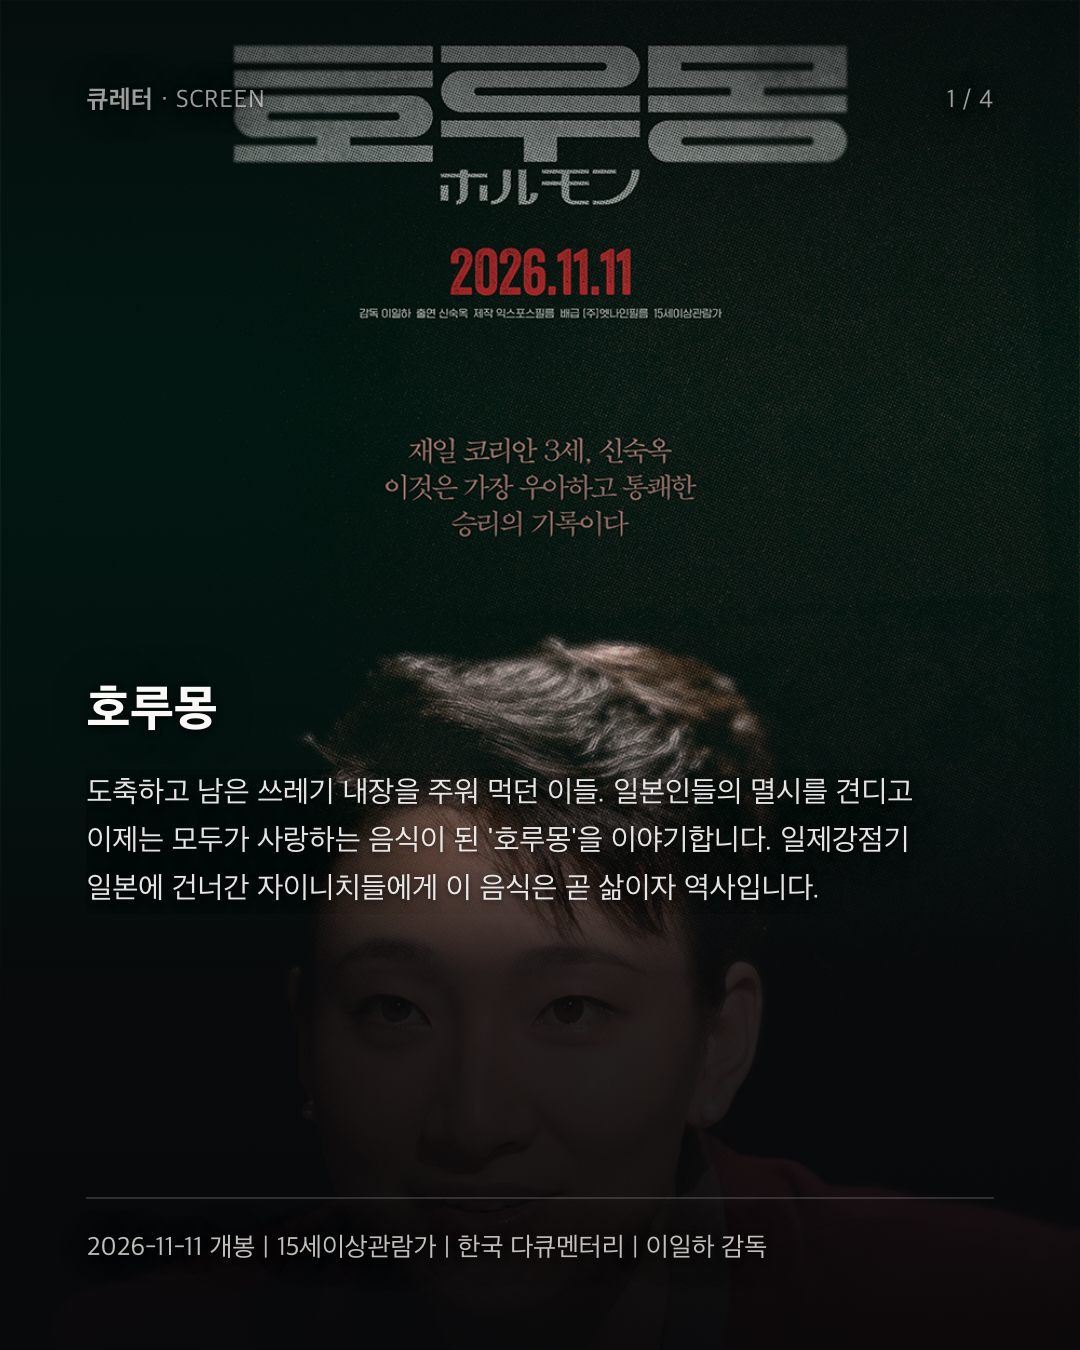 호루몽
큐레터 · SCREEN
1 / 4
ホルモン
2026.11.11
감독 이일하 출연 신숙옥 제작 익스포스필름 배급 (주)엣나인필름 15세이상관람가
재일 코리안 3세, 신숙옥
이것은 가장 우아하고 통쾌한
승리의 기록이다
호루몽
도축하고 남은 쓰레기 내장을 주워 먹던 이들. 일본인들의 멸시를 견디고
이제는 모두가 사랑하는 음식이 된 '호루몽'을 이야기합니다. 일제강점기
일본에 건너간 자이니치들에게 이 음식은 곧 삶이자 역사입니다.
2026-11-11 개봉 | 15세이상관람가 | 한국 다큐멘터리 | 이일하 감독